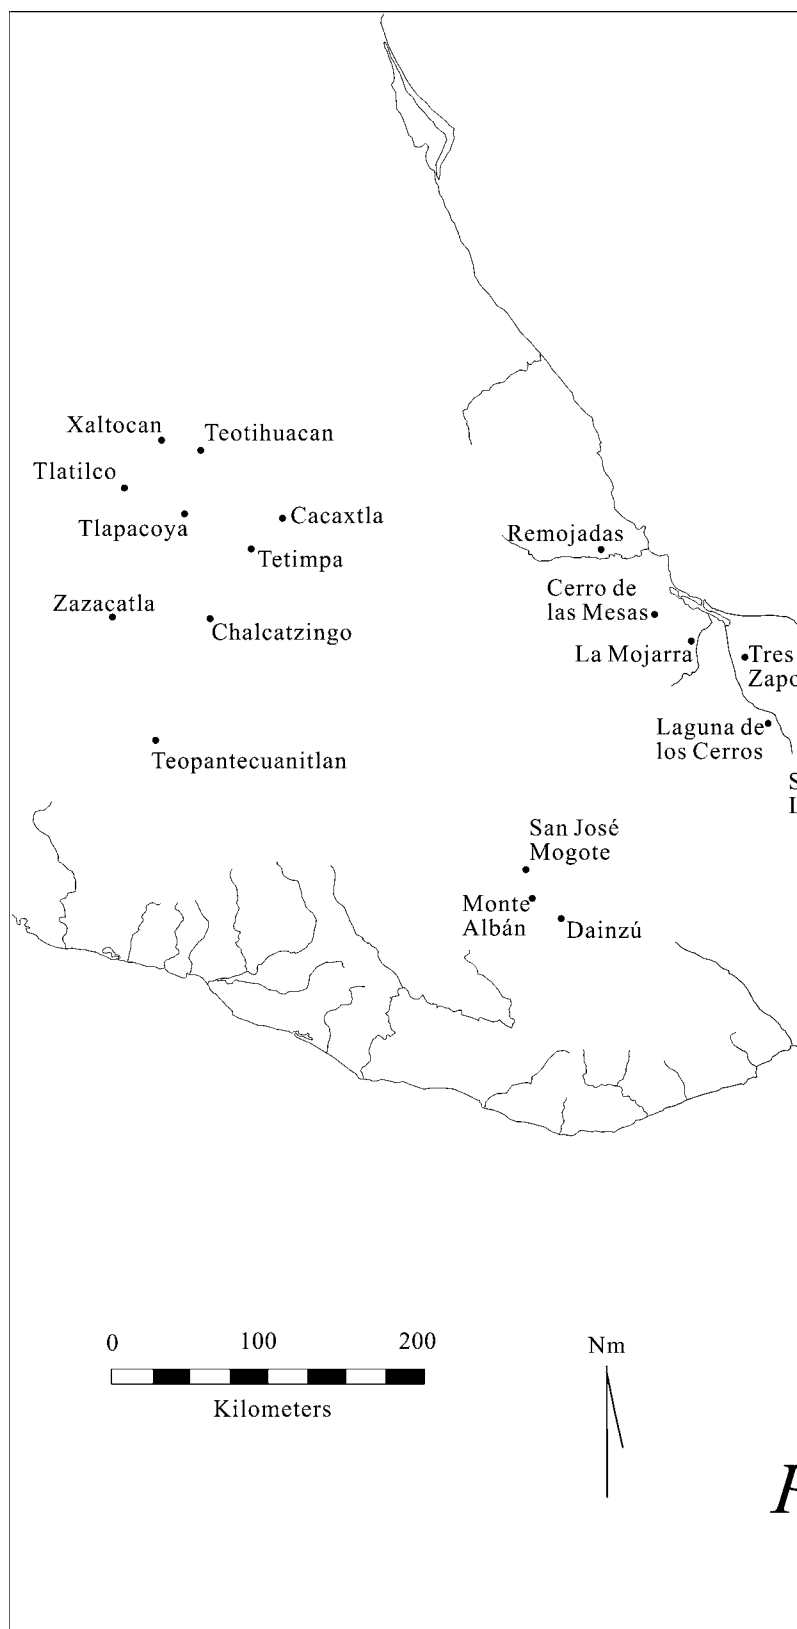 Xaltocan
Teotihuacan
Tlatilco
Tlapacoya
Cacaxtla
Remojadas
Tetimpa
Zazacatla
Chalcatzingo
Cerro de
las Mesas
La Mojarra
Tres
Zapo
Laguna de
los Cerros
Teopantecuanitlan
S
L
San José
Mogote
Monte
Albán
Dainzú
0 100 200
Kilometers
Nm